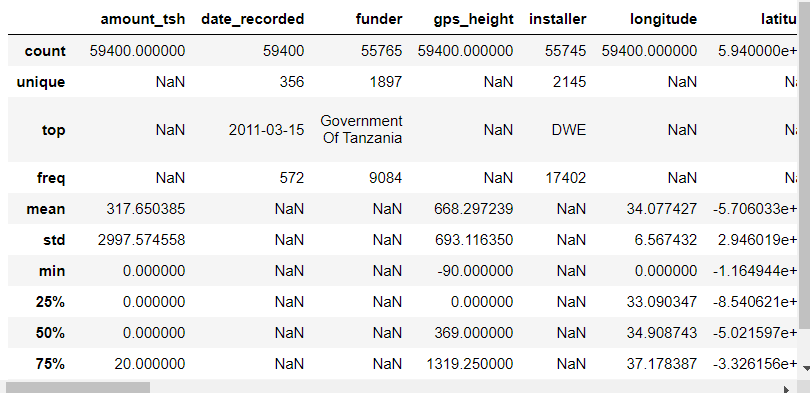 amount_tsh date_recorded funder gps_height installer longitude latitu
count 59400.000000 59400 55765 59400.000000 55745 59400.000000 5.940000e+
unique NaN 356 1897 NaN 2145 NaN Na
top NaN 2011-03-15 Government Of Tanzania NaN DWE NaN Na
freq NaN 572 9084 NaN 17402 NaN Na
mean 317.650385 NaN NaN 668.297239 NaN 34.077427 -5.706033e+
std 2997.574558 NaN NaN 693.116350 NaN 6.567432 2.946019e+
min 0.000000 NaN NaN -90.000000 NaN 0.000000 -1.164944e+
25% 0.000000 NaN NaN 0.000000 NaN 33.090347 -8.540621e+
50% 0.000000 NaN NaN 369.000000 NaN 34.908743 -5.021597e+
75% 20.000000 NaN NaN 1319.250000 NaN 37.178387 -3.326156e+